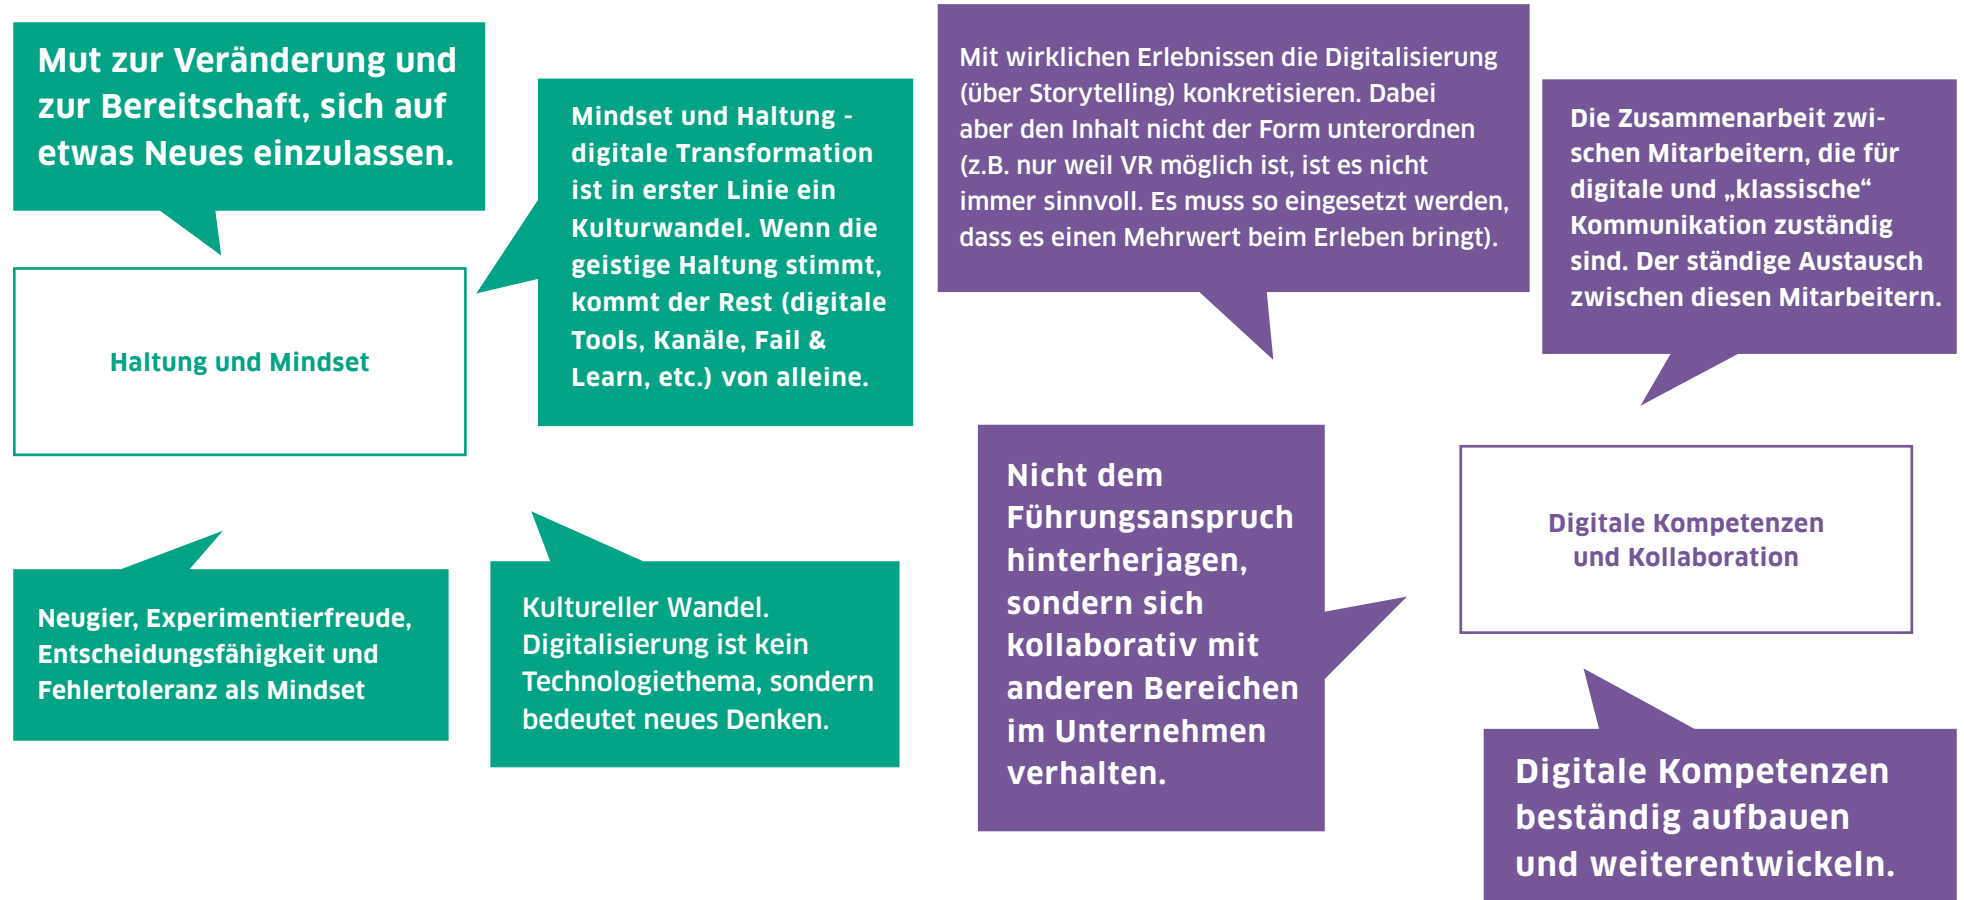 Mut zur Veränderung und
zur Bereitschaft, sich auf
etwas Neues einzulassen.
Mindset und Haltung -
digitale Transformation
ist in erster Linie ein
Kulturwandel. Wenn die
geistige Haltung stimmt,
kommt der Rest (digitale
Tools, Kanäle, Fail &
Learn, etc.) von alleine.
Haltung und Mindset
Neugier, Experimentierfreude,
Entscheidungsfähigkeit und
Fehlertoleranz als Mindset
Kultureller Wandel.
Digitalisierung ist kein
Technologiethema, sondern
bedeutet neues Denken.
Mit wirklichen Erlebnissen die Digitalisierung
(über Storytelling) konkretisieren. Dabei
aber den Inhalt nicht der Form unterordnen
(z.B. nur weil VR möglich ist, ist es nicht
immer sinnvoll. Es muss so eingesetzt werden,
dass es einen Mehrwert beim Erleben bringt).
Die Zusammenarbeit zwi-
schen Mitarbeitern, die für
digitale und „klassische“
Kommunikation zuständig
sind. Der ständige Austausch
zwischen diesen Mitarbeitern.
Nicht dem
Führungsanspruch
hinterherjagen,
sondern sich
kollaborativ mit
anderen Bereichen
im Unternehmen
verhalten.
Digitale Kompetenzen
und Kollaboration
Digitale Kompetenzen
beständig aufbauen
und weiterentwickeln.